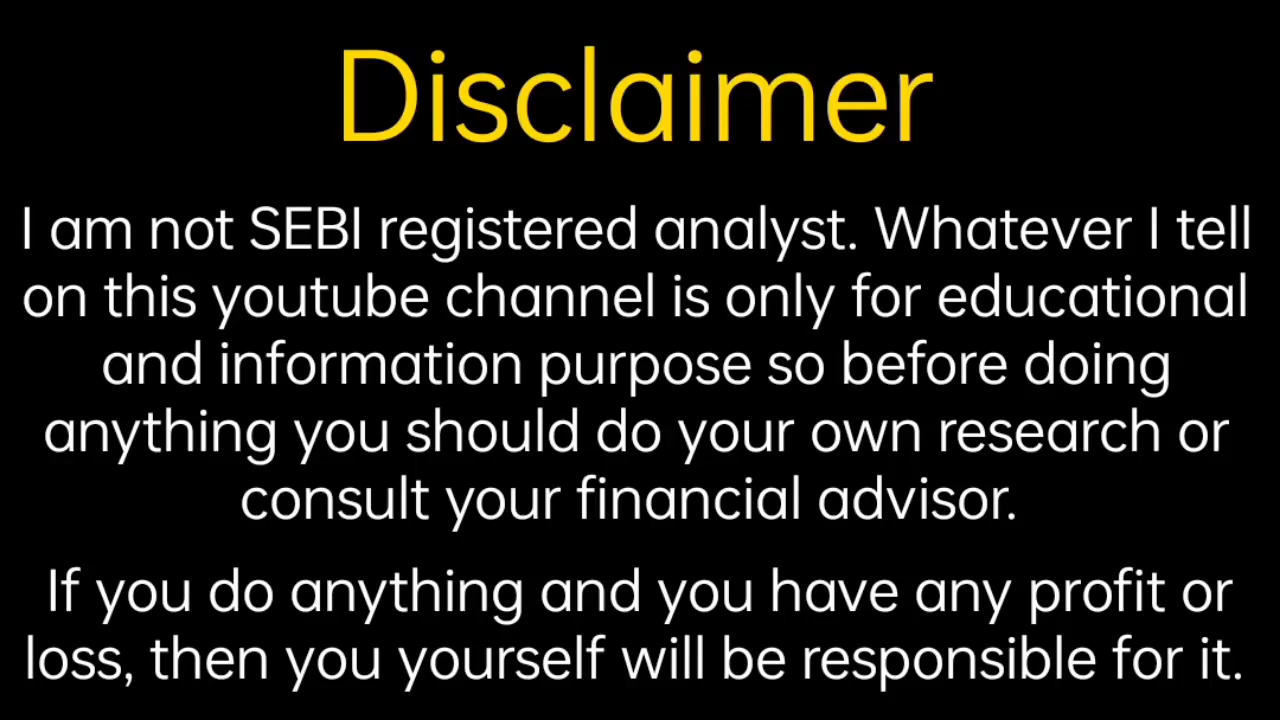 Disclaimer
I am not SEBI registered analyst. Whatever I tell
on this youtube channel is only for educational
and information purpose so before doing
anything you should do your own research or
consult your financial advisor.
If you do anything and you have any profit or
loss, then you yourself will be responsible for it.